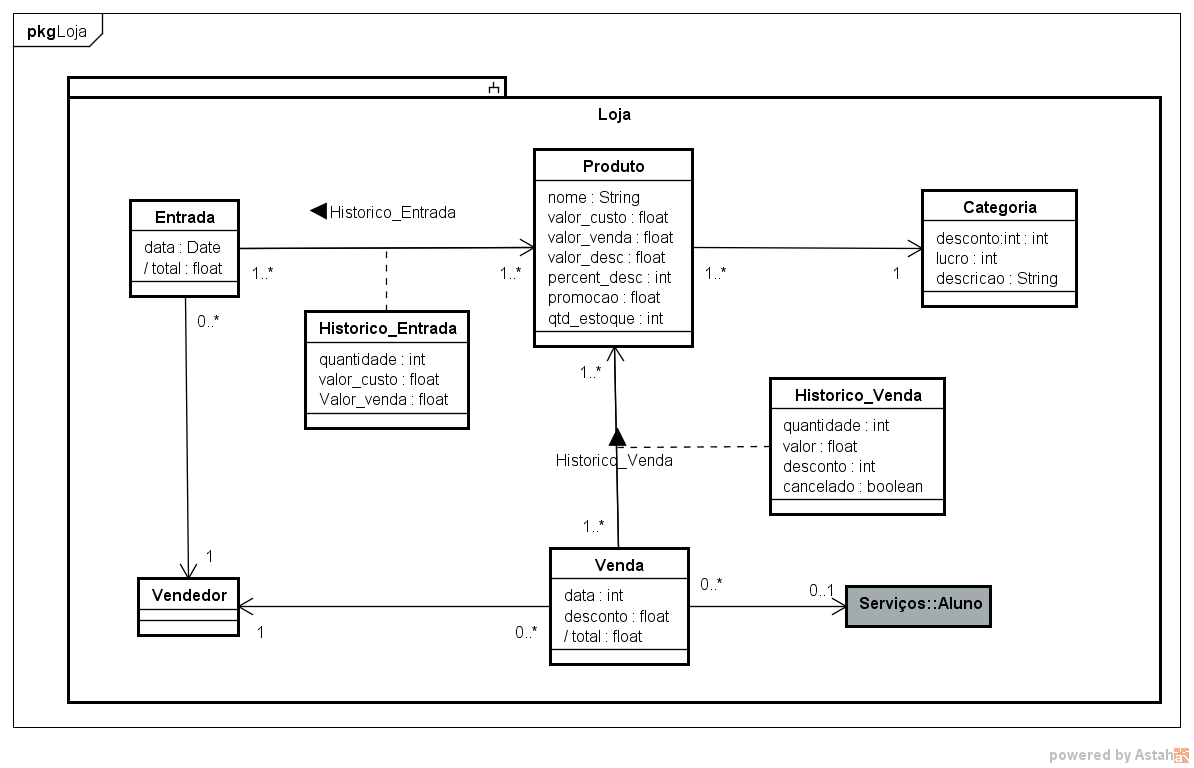 pkgLoja
Loja
Produto
nome : String
valor_custo : float
valor_venda : float
valor_desc : float
percent_desc : int
promocao : float
qtd_estoque : int
Entrada
data : Date
/ total : float
Historico_Entrada
1..*
1..*
Categoria
desconto:int : int
lucro : int
descricao : String
1..*
1
0..*
Historico_Entrada
quantidade : int
valor_custo : float
Valor_venda : float
1..*
Historico_Venda
quantidade : int
valor : float
desconto : int
cancelado : boolean
Historico_Venda
1..*
1
Vendedor
Venda
data : int
desconto : float
/ total : float
0..*
0..1
Serviços::Aluno
1
0..*
powered by Astah